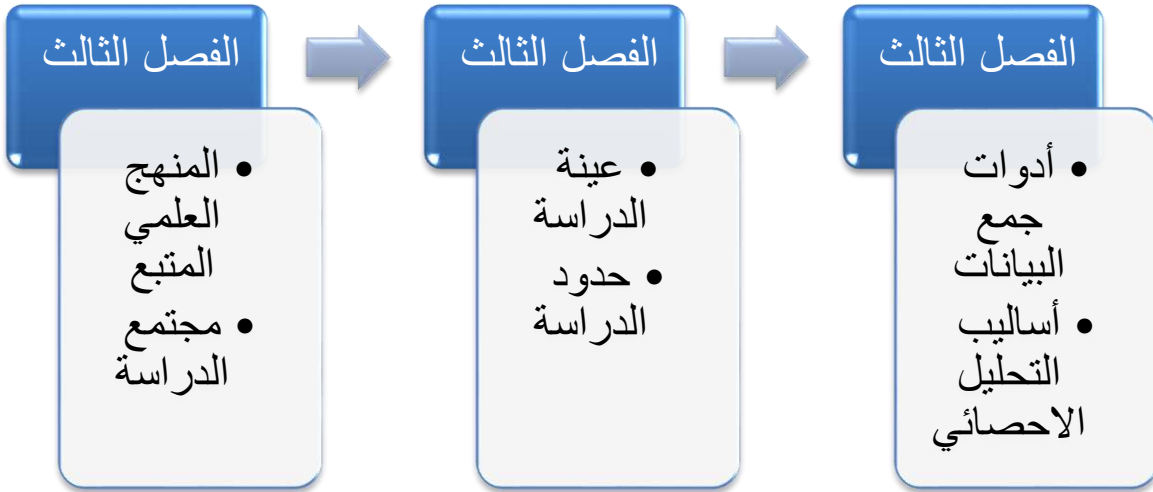 الفصل الثالث
• المنهج
العلمي
المتبع
• مجتمع
الدراسة
الفصل الثالث
• عينة
الدراسة
• حدود
الدراسة
الفصل الثالث
• أدوات
جمع
البيانات
• أساليب
التحليل
الاحصائي